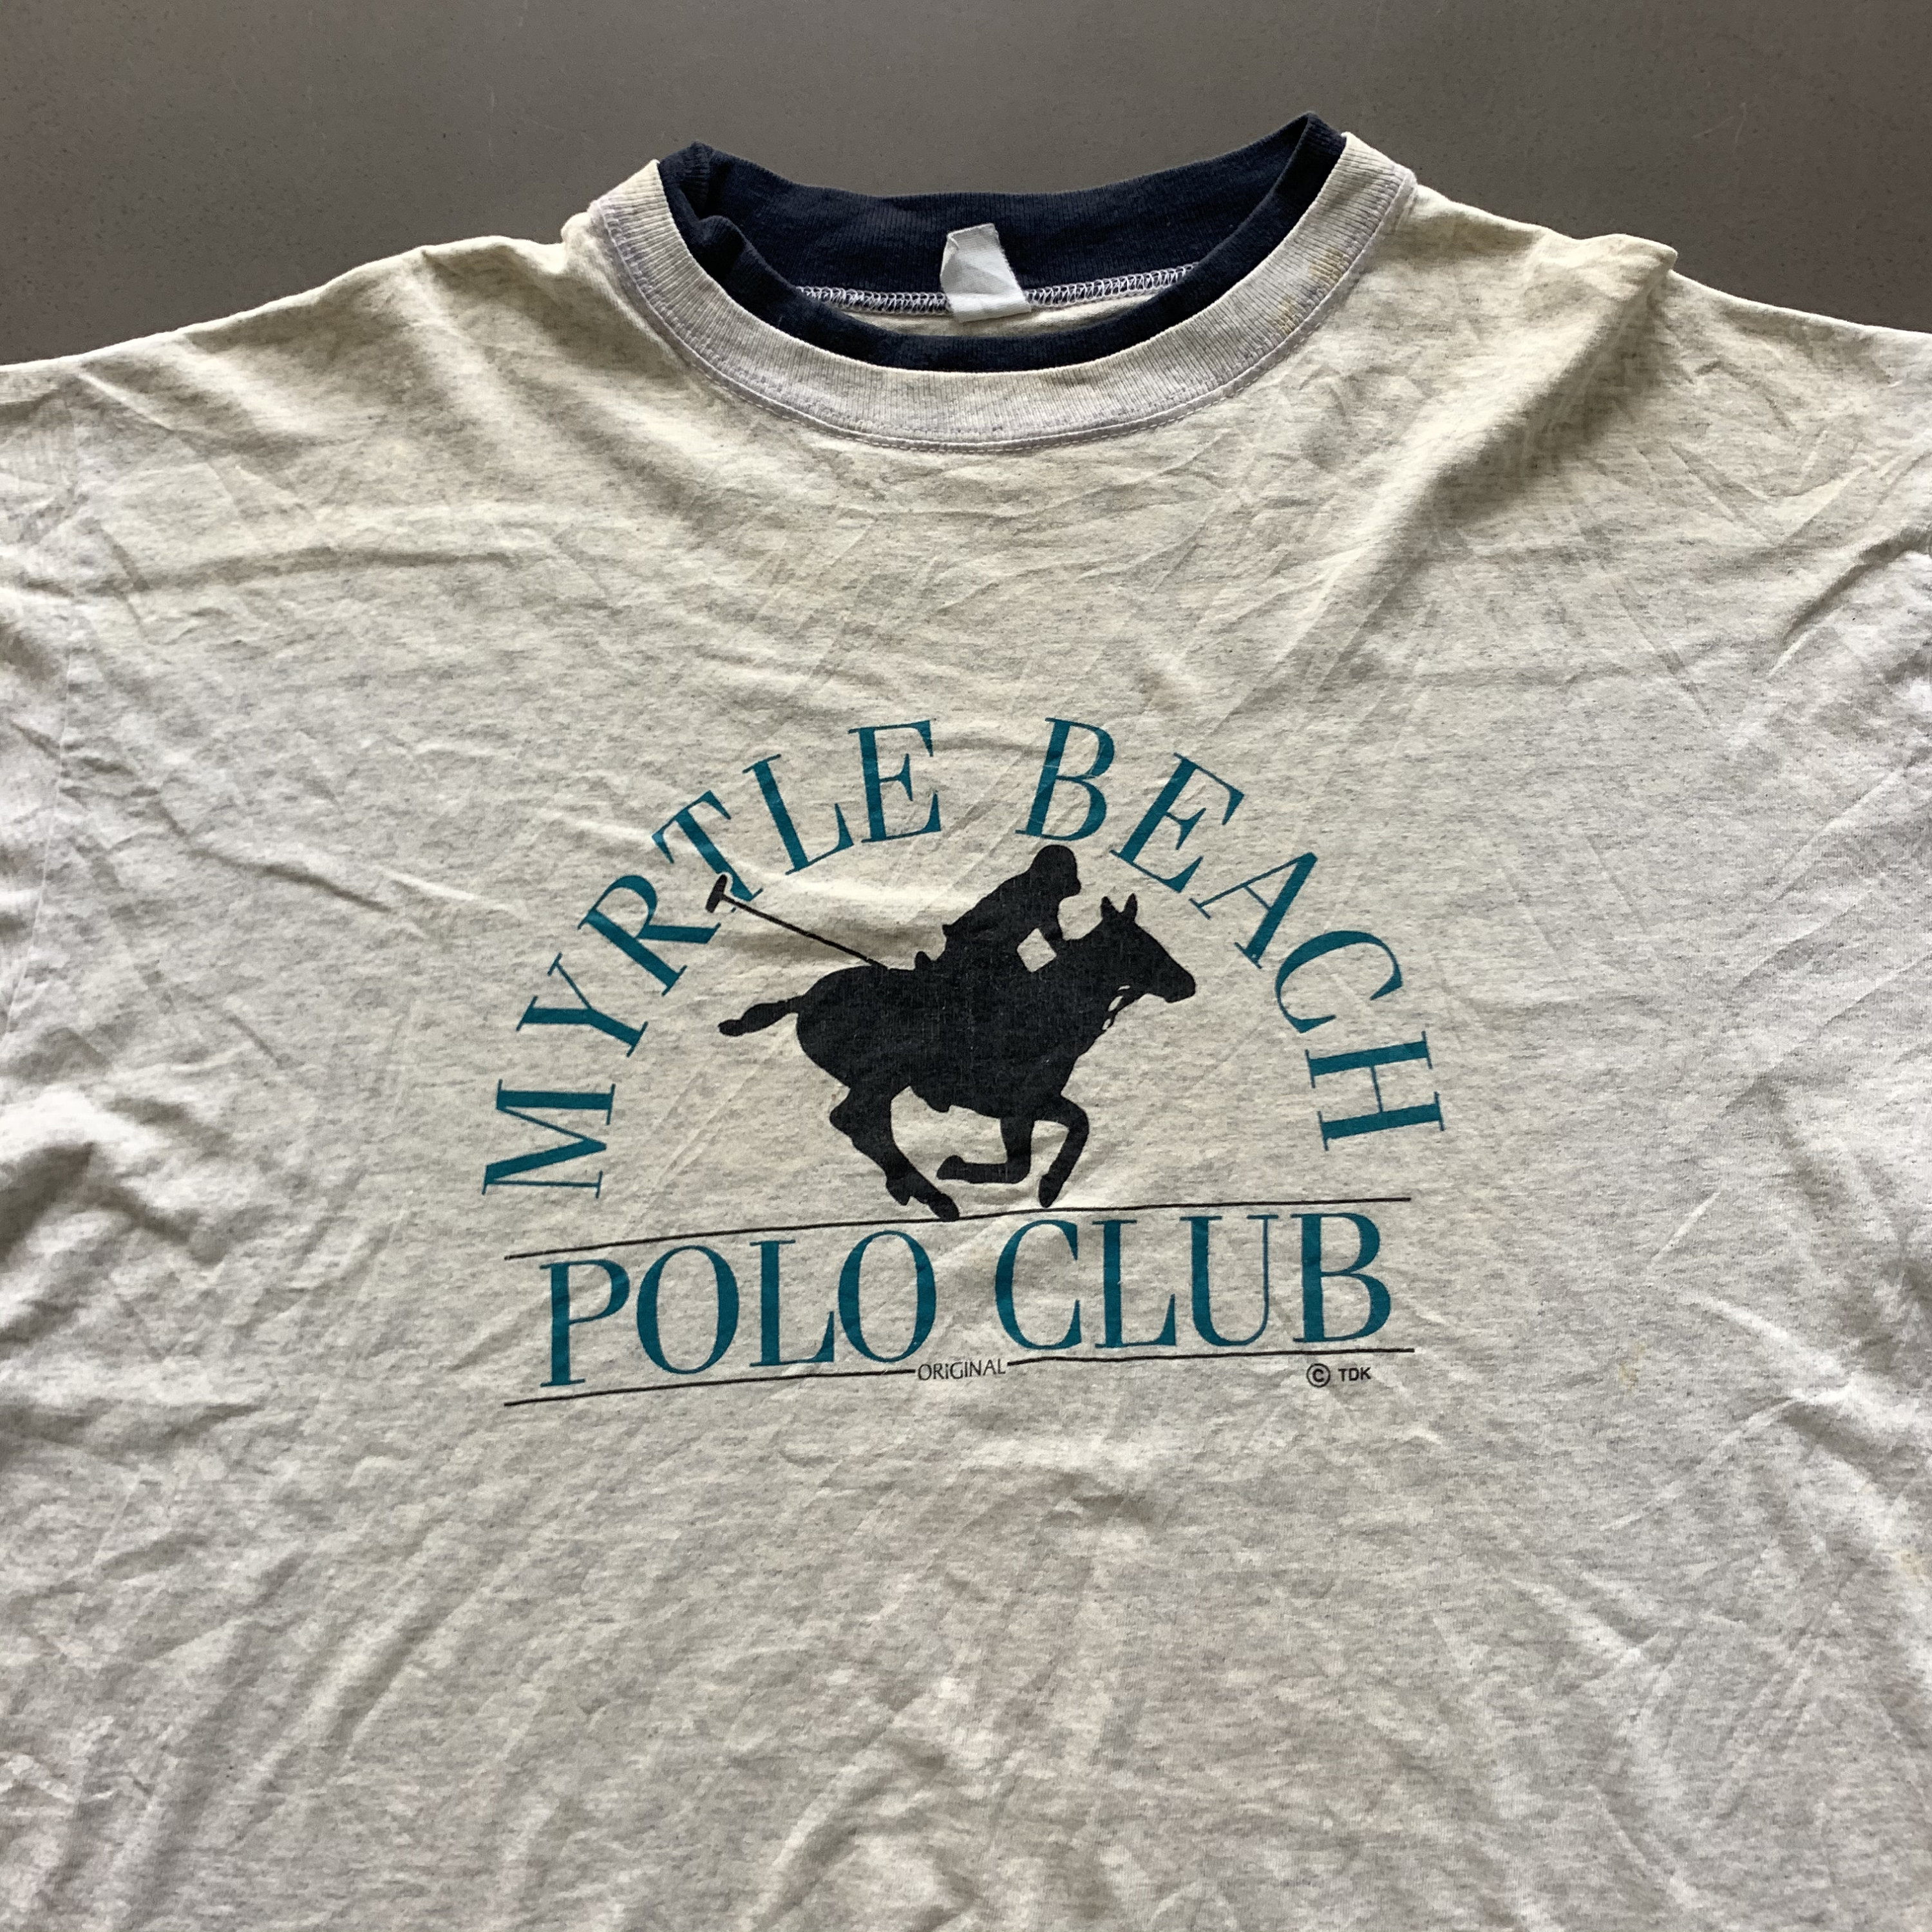 MYRTLE BEACH
POLO CLUB
ORIGINAL
© TDK